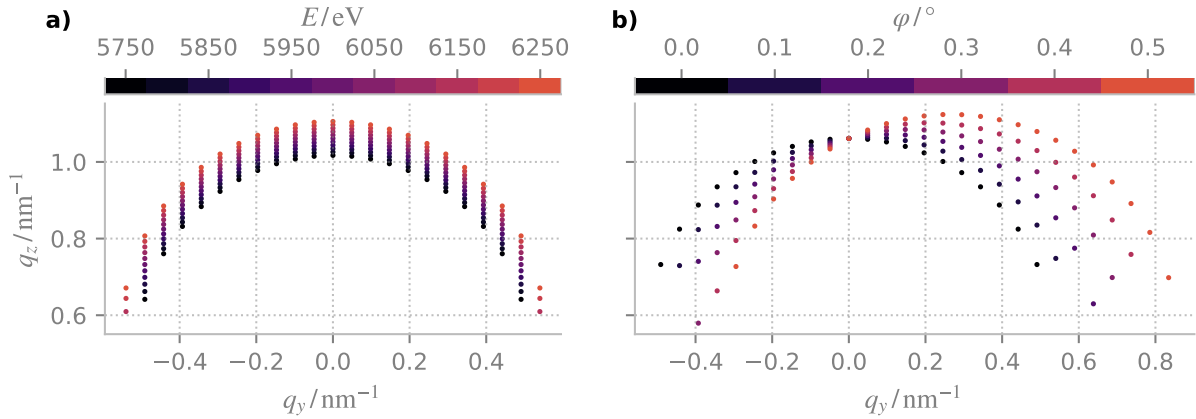 a)
E / eV
5750 5850 5950 6050 6150 6250
1.0
0.8
0.6
q_z / nm⁻¹
−0.4 −0.2 0.0 0.2 0.4
q_y / nm⁻¹
b)
φ / °
0.0 0.1 0.2 0.3 0.4 0.5
−0.4 −0.2 0.0 0.2 0.4 0.6 0.8
q_y / nm⁻¹